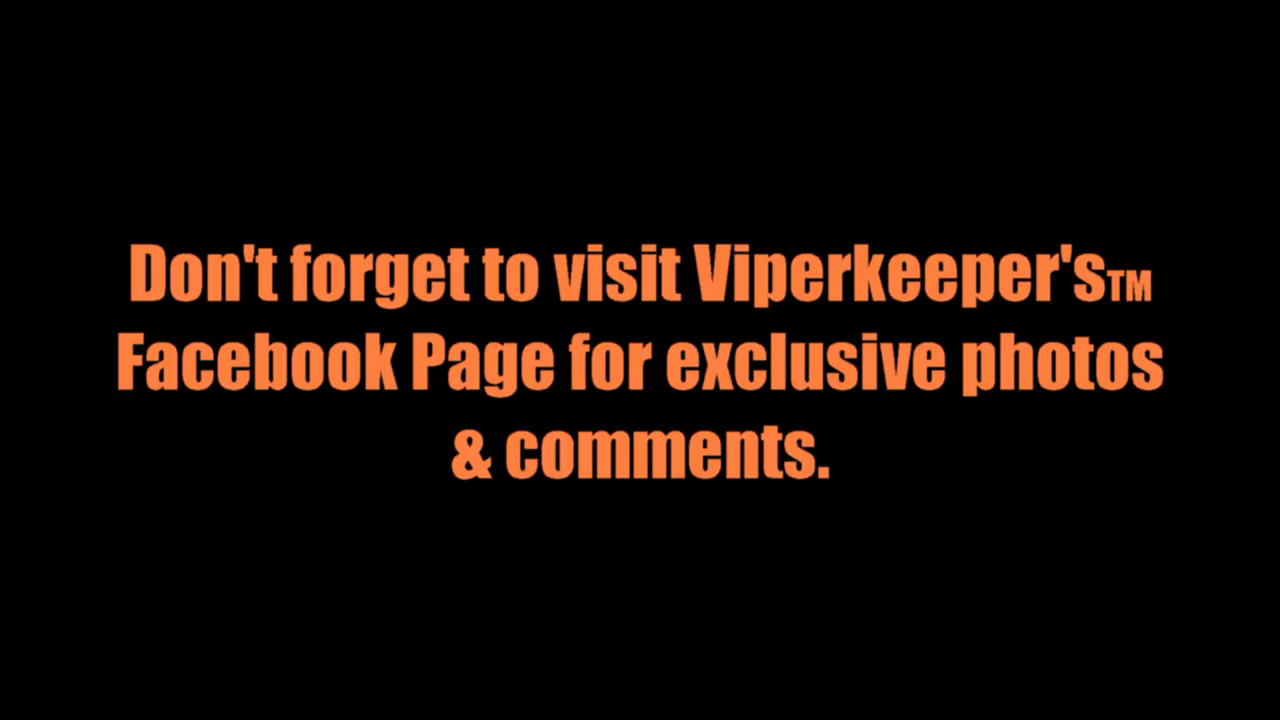 Don't forget to visit Viperkeeper'sTM
Facebook Page for exclusive photos
& comments.